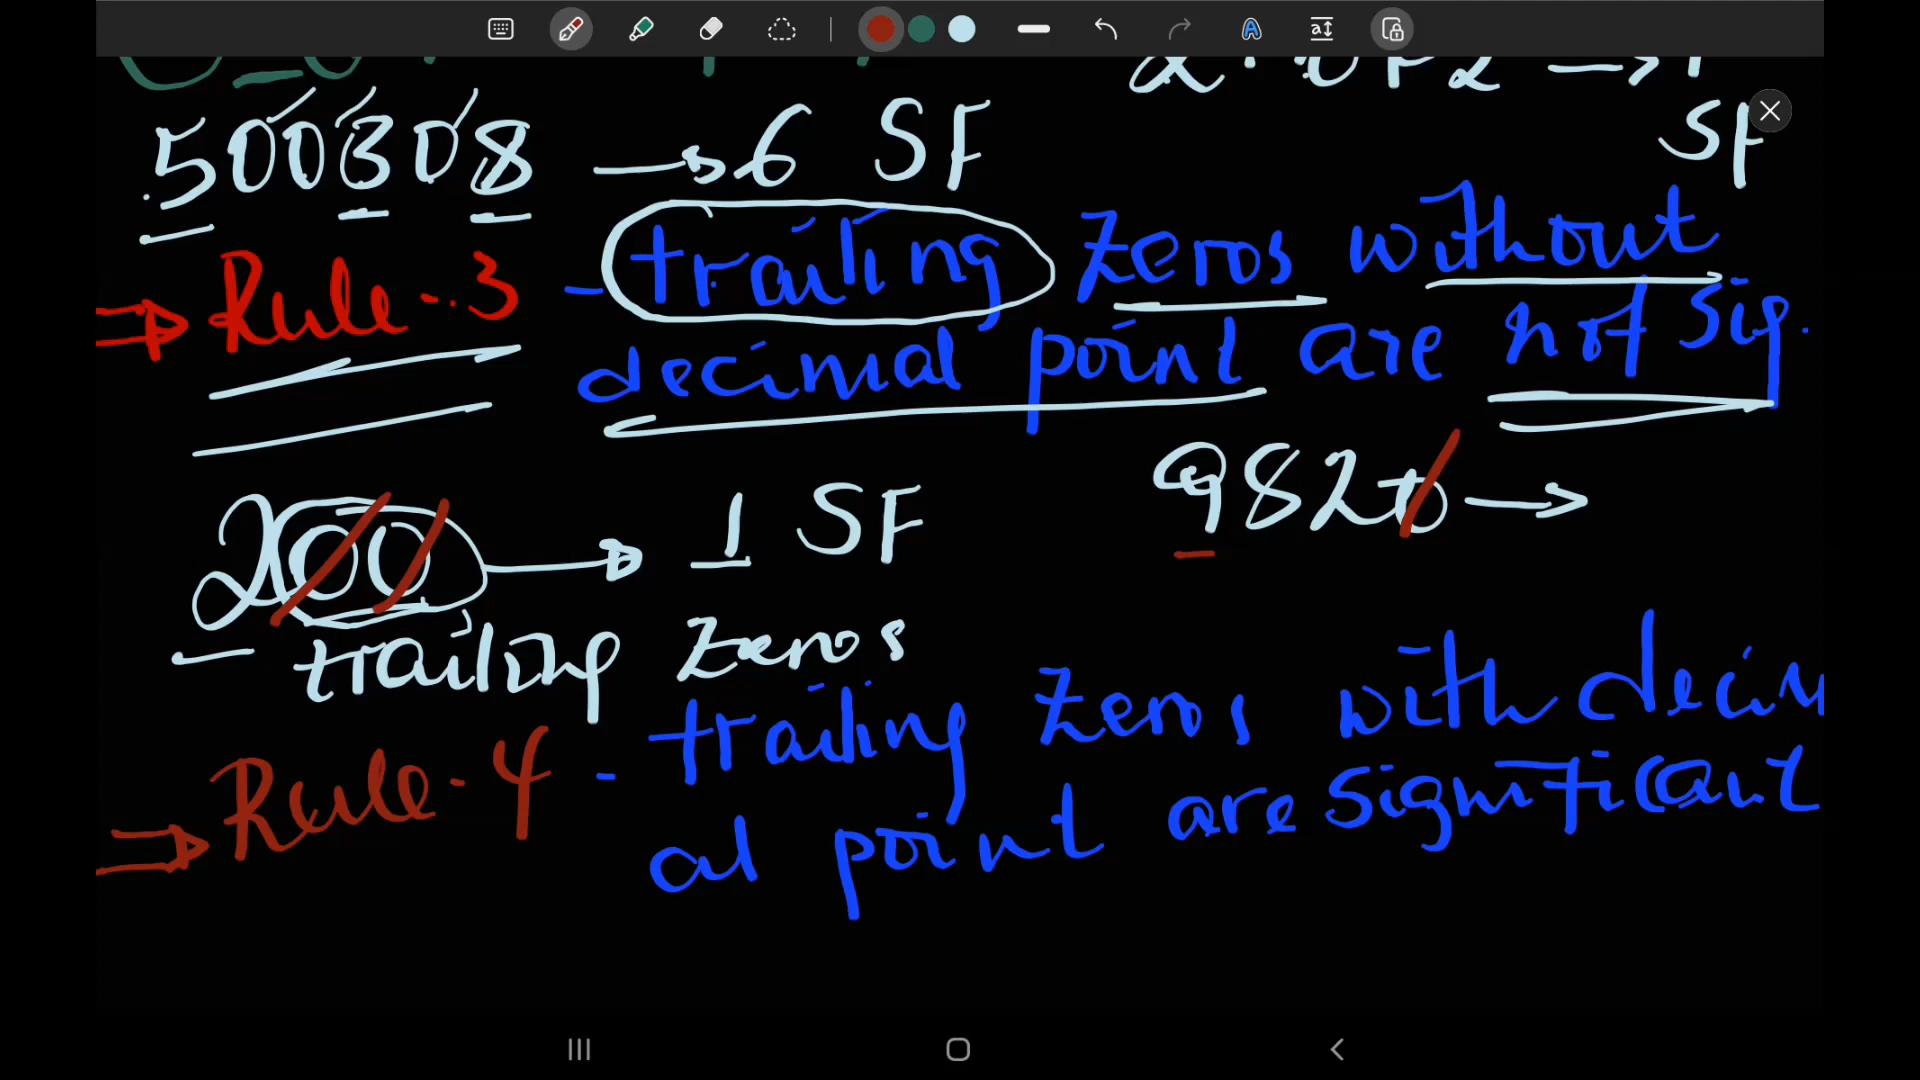 500308 → 6 SF
SF
⇒ Rule-3 - trailing zeros without
decimal point are not sig.
200 → 1 SF
9820 →
trailing zeros
⇒ Rule-4 - trailing zeros with decim
al point are significant